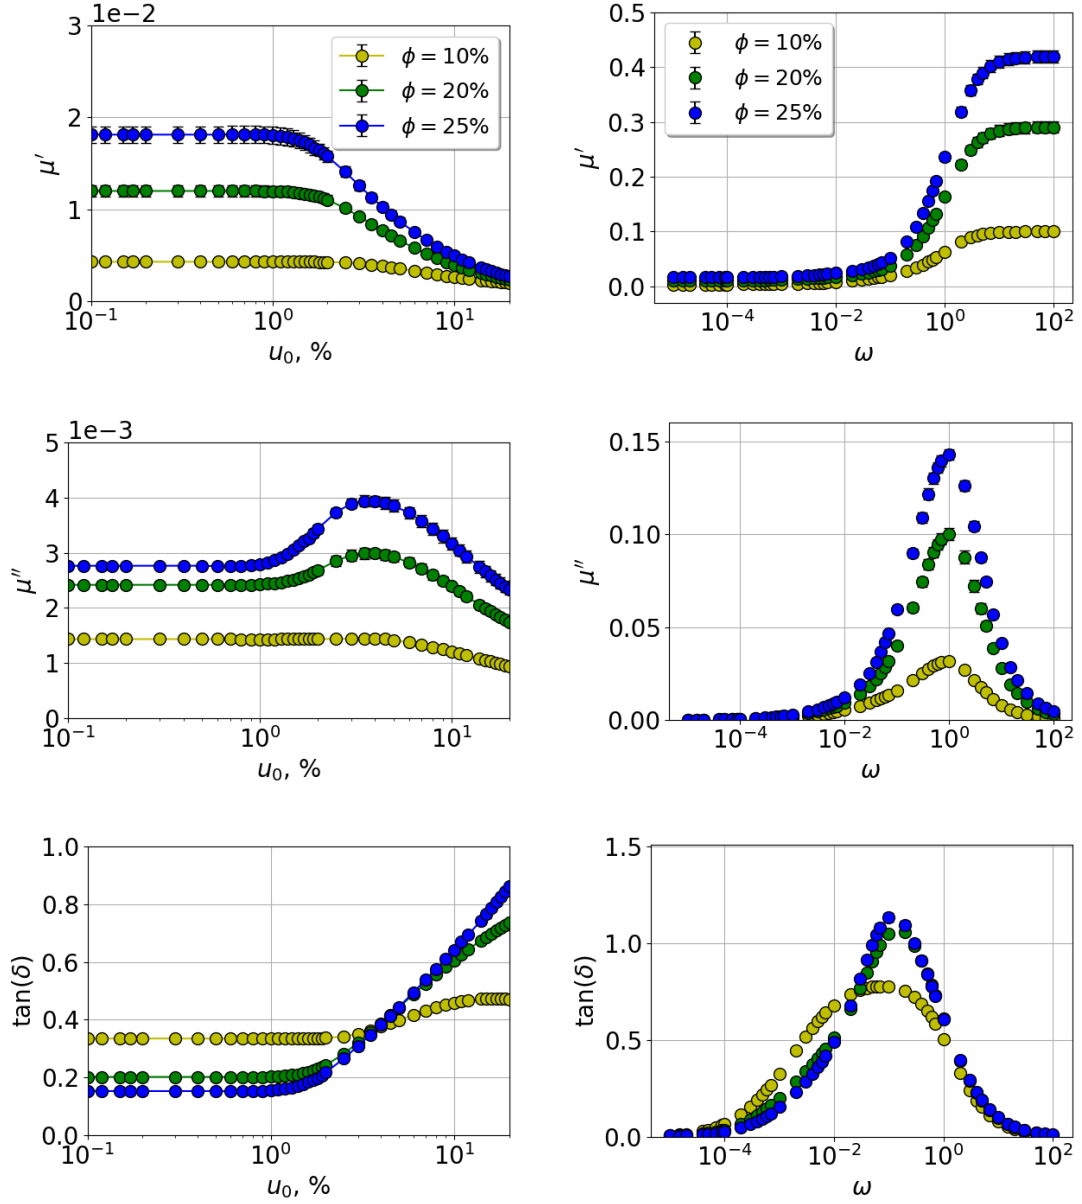 1e−2
3
2
1
0
μ′
ϕ = 10%
ϕ = 20%
ϕ = 25%
10⁻¹ 10⁰ 10¹
u₀, %
0.5
0.4
0.3
0.2
0.1
0.0
μ′
ϕ = 10%
ϕ = 20%
ϕ = 25%
10⁻⁴ 10⁻² 10⁰ 10²
ω
1e−3
5
4
3
2
1
0
μ″
10⁻¹ 10⁰ 10¹
u₀, %
0.15
0.10
0.05
0.00
μ″
10⁻⁴ 10⁻² 10⁰ 10²
ω
1.0
0.8
0.6
0.4
0.2
0.0
tan(δ)
10⁻¹ 10⁰ 10¹
u₀, %
1.5
1.0
0.5
0.0
tan(δ)
10⁻⁴ 10⁻² 10⁰ 10²
ω